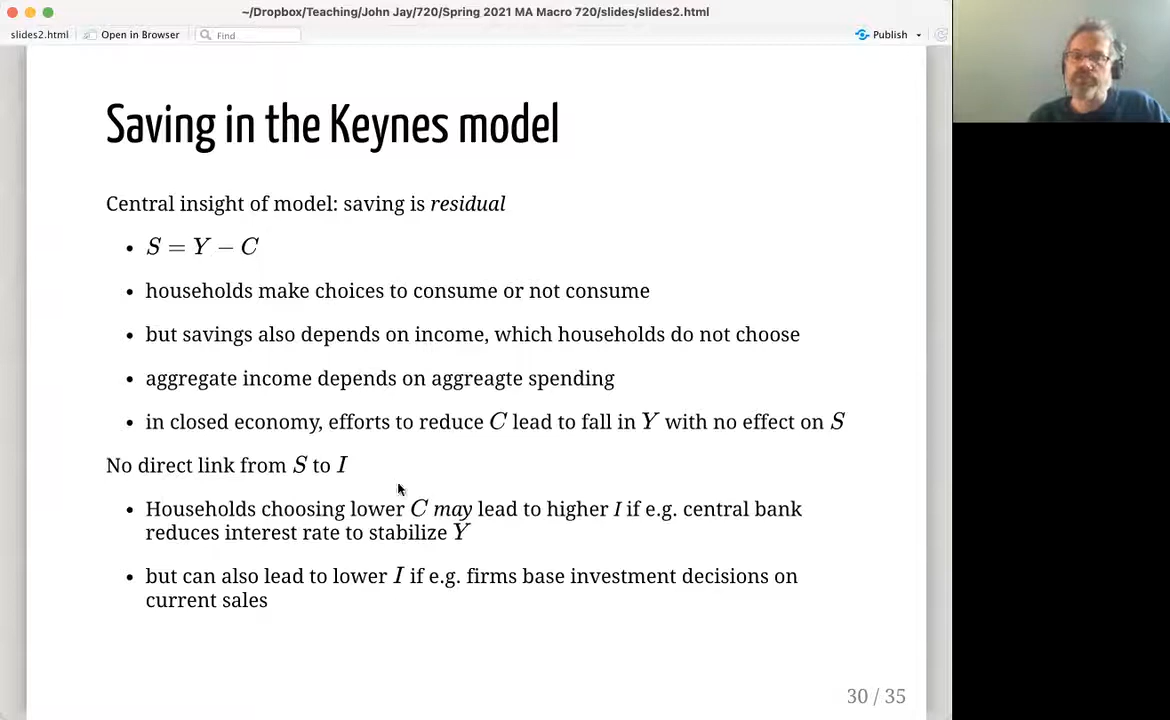 ~/Dropbox/Teaching/John Jay/720/Spring 2021 MA Macro 720/slides/slides2.html
slides2.html Open in Browser Find Publish
Saving in the Keynes model
Central insight of model: saving is residual
• S = Y − C
• households make choices to consume or not consume
• but savings also depends on income, which households do not choose
• aggregate income depends on aggreagte spending
• in closed economy, efforts to reduce C lead to fall in Y with no effect on S
No direct link from S to I
• Households choosing lower C may lead to higher I if e.g. central bank
reduces interest rate to stabilize Y
• but can also lead to lower I if e.g. firms base investment decisions on
current sales
30 / 35